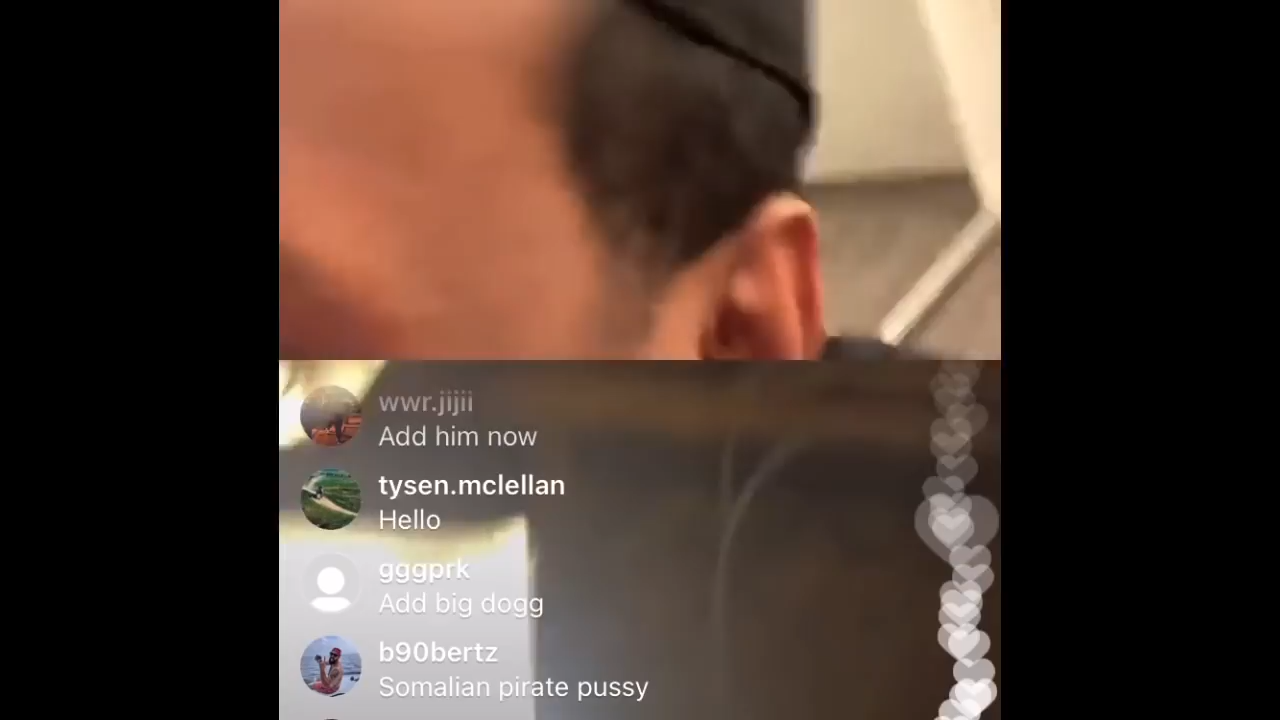 wwr.jijii
Add him now
tysen.mclellan
Hello
gggprk
Add big dogg
b90bertz
Somalian pirate pussy